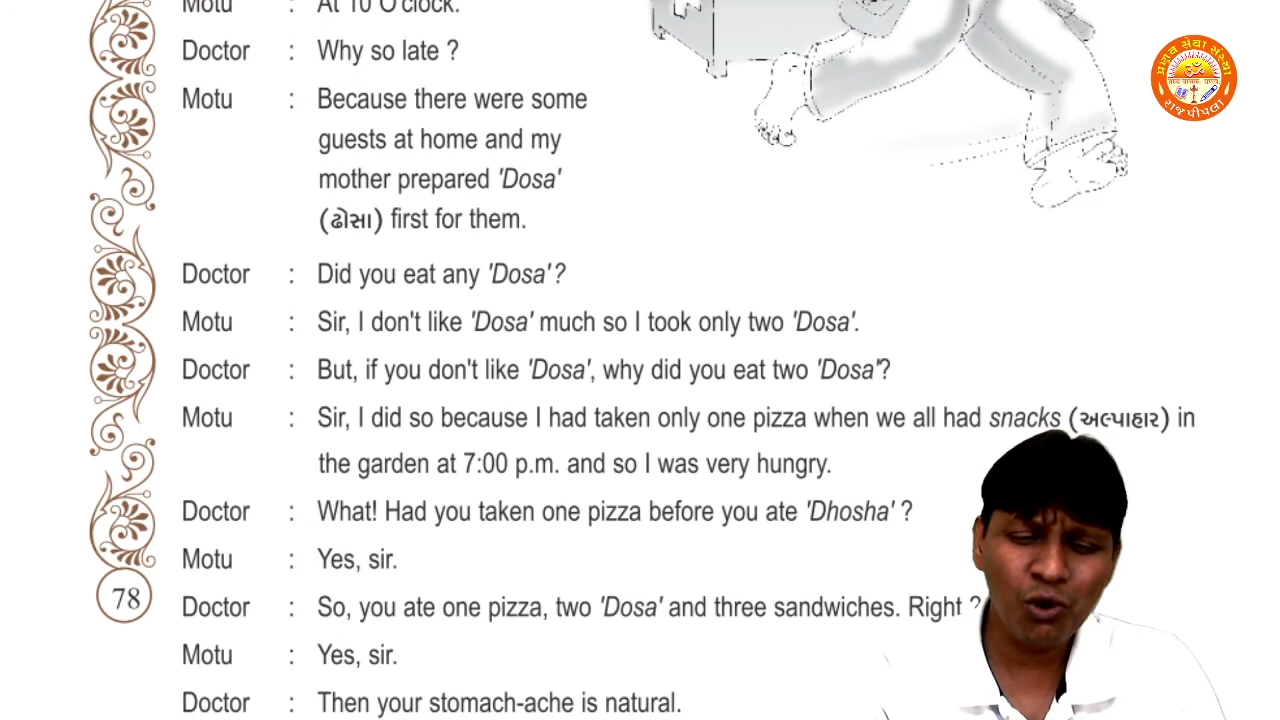 Motu : At 10 O'clock.
Doctor : Why so late ?
Motu : Because there were some
guests at home and my
mother prepared 'Dosa'
(ઢોસા) first for them.
Doctor : Did you eat any 'Dosa'?
Motu : Sir, I don't like 'Dosa' much so I took only two 'Dosa'.
Doctor : But, if you don't like 'Dosa', why did you eat two 'Dosa'?
Motu : Sir, I did so because I had taken only one pizza when we all had snacks (અલ્પાહાર) in
the garden at 7:00 p.m. and so I was very hungry.
Doctor : What! Had you taken one pizza before you ate 'Dhosha' ?
Motu : Yes, sir.
Doctor : So, you ate one pizza, two 'Dosa' and three sandwiches. Right ?
Motu : Yes, sir.
Doctor : Then your stomach-ache is natural.
78
પ્રણવ સેવા સંસ્થા
રાજપીપલા